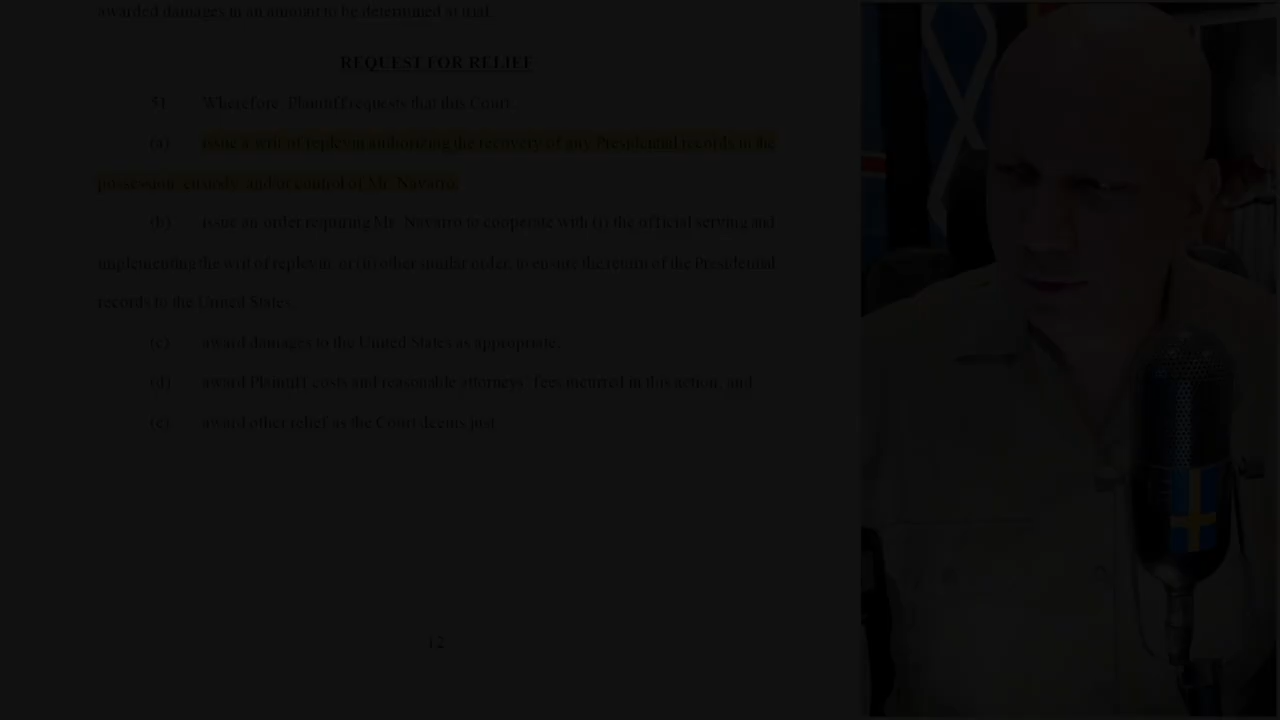 awarded damages in an amount to be determined at trial.
REQUEST FOR RELIEF
51. Wherefore, Plaintiff requests that this Court:
(a) issue a writ of replevin authorizing the recovery of any Presidential records in the
possession, custody, and/or control of Mr. Navarro;
(b) issue an order requiring Mr. Navarro to cooperate with (i) the official serving and
implementing the writ of replevin, or (ii) other similar order, to ensure the return of the Presidential
records to the United States;
(c) award damages to the United States as appropriate;
(d) award Plaintiff costs and reasonable attorneys' fees incurred in this action; and
(e) award other relief as the Court deems just.
12